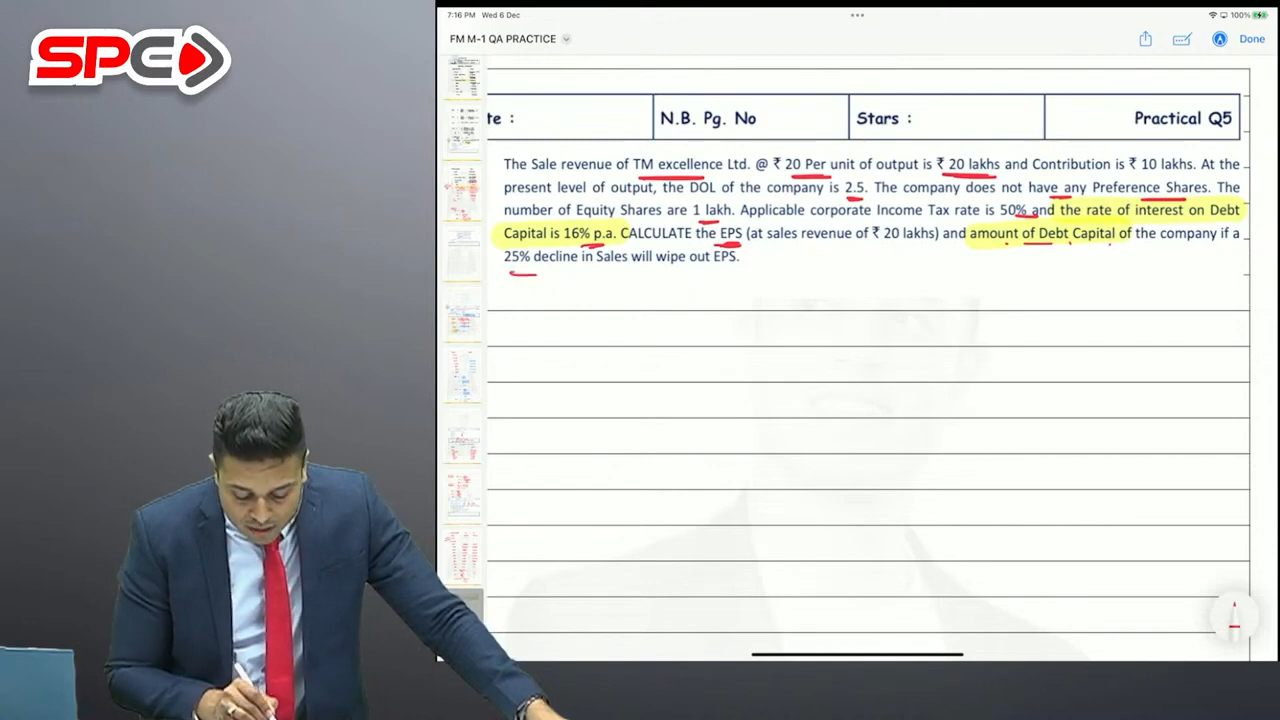 SPC
7:16 PM Wed 6 Dec
100%
FM M-1 QA PRACTICE
Done
te :
N.B. Pg. No
Stars :
Practical Q5
The Sale revenue of TM excellence Ltd. @ ₹ 20 Per unit of output is ₹ 20 lakhs and Contribution is ₹ 10 lakhs. At the
present level of output, the DOL of the company is 2.5. The company does not have any Preference Shares. The
number of Equity Shares are 1 lakh. Applicable corporate Income Tax rate is 50% and the rate of interest on Debt
Capital is 16% p.a. CALCULATE the EPS (at sales revenue of ₹ 20 lakhs) and amount of Debt Capital of the company if a
25% decline in Sales will wipe out EPS.